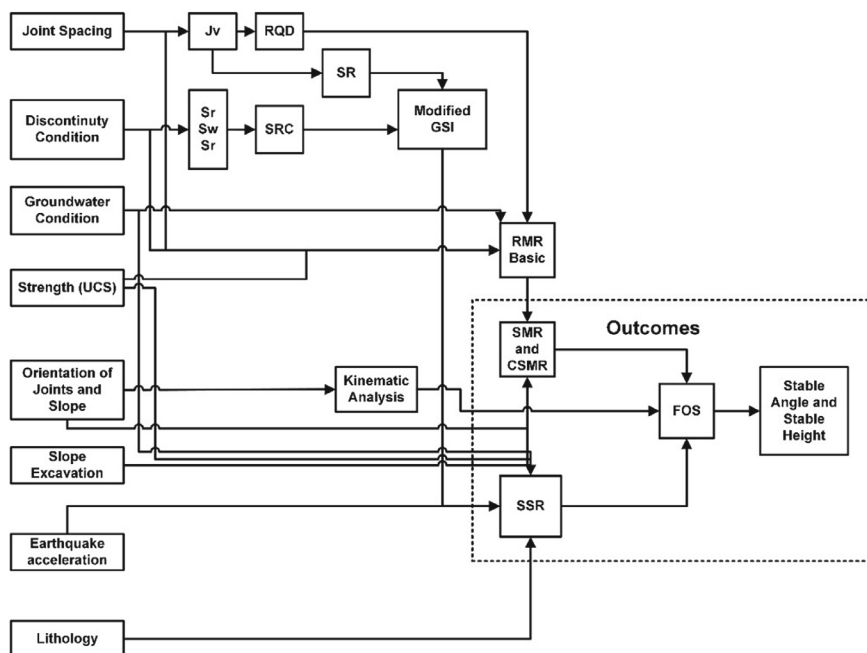 Joint Spacing
Jv
RQD
SR
Discontinuty
Condition
Sr
Sw
Sr
SRC
Modified
GSI
Groundwater
Condition
RMR
Basic
Strength (UCS)
Outcomes
SMR
and
CSMR
Orientation of
Joints and
Slope
Kinematic
Analysis
FOS
Stable
Angle and
Stable
Height
Slope
Excavation
SSR
Earthquake
acceleration
Lithology